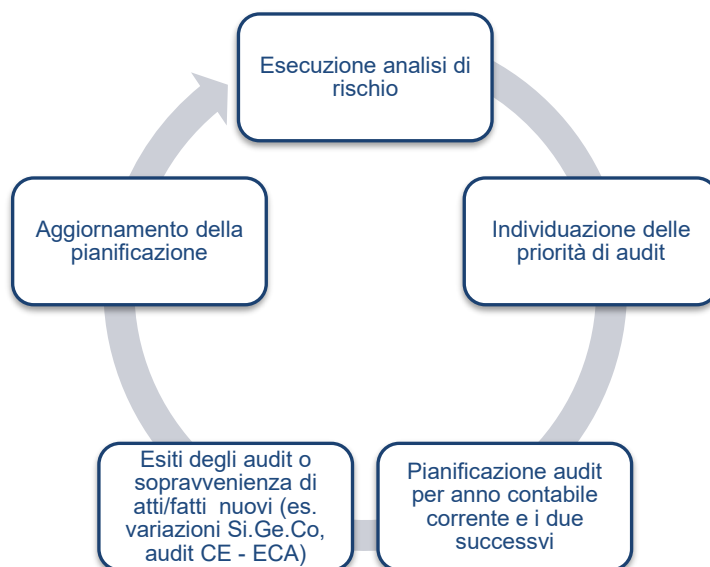 Esecuzione analisi di
rischio
Individuazione delle
priorità di audit
Pianificazione audit
per anno contabile
corrente e i due
successvi
Esiti degli audit o
sopravvenienza di
atti/fatti nuovi (es.
variazioni Si.Ge.Co,
audit CE - ECA)
Aggiornamento della
pianificazione